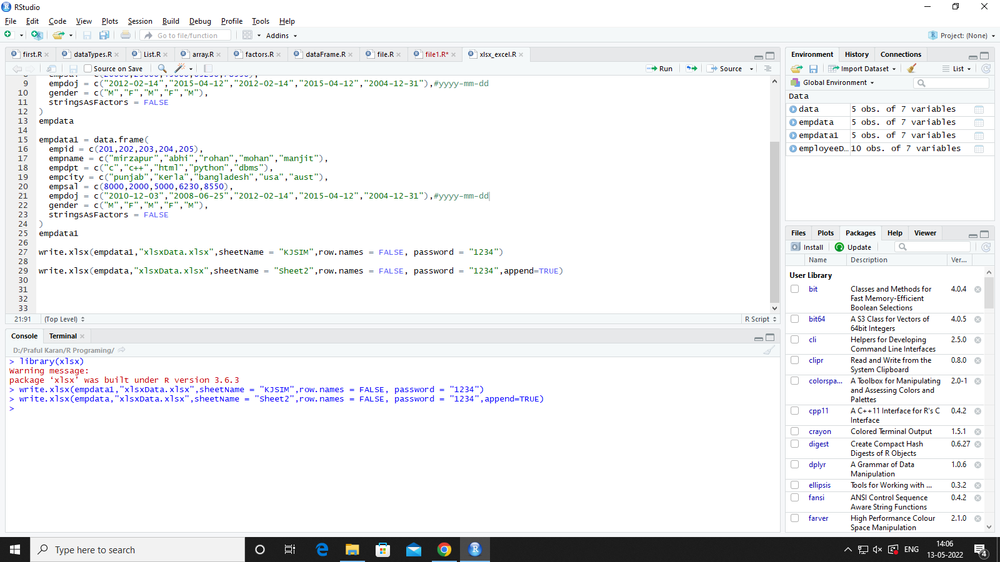 RStudio
File Edit Code View Plots Session Build Debug Profile Tools Help
Go to file/function Addins Project: (None)
first.R dataTypes.R List.R array.R factors.R dataFrame.R file.R file1.R* xlsx_excel.R
Source on Save Run Source
9 empdoj = c("2012-02-14","2015-04-12","2012-02-14","2015-04-12","2004-12-31"),#yyyy-mm-dd
10 gender = c("M","F","M","F","M"),
11 stringsAsFactors = FALSE
12 )
13 empdata
14
15 empdata1 = data.frame(
16 empid = c(201,202,203,204,205),
17 empname = c("mirzapur","abhi","rohan","mohan","manjit"),
18 empdpt = c("c","c++","html","python","dbms"),
19 empcity = c("punjab","Kerla","bangladesh","usa","aust"),
20 empsal = c(8000,2000,5000,6230,8550),
21 empdoj = c("2010-12-03","2008-06-25","2012-02-14","2015-04-12","2004-12-31"),#yyyy-mm-dd
22 gender = c("M","F","M","F","M"),
23 stringsAsFactors = FALSE
24 )
25 empdata1
26
27 write.xlsx(empdata1,"xlsxData.xlsx",sheetName = "KJSIM",row.names = FALSE, password = "1234")
28
29 write.xlsx(empdata,"xlsxData.xlsx",sheetName = "Sheet2",row.names = FALSE, password = "1234",append=TRUE)
30
31
32
33
21:91 (Top Level) R Script
Console Terminal
D:/Praful Karan/R Programing/
> library(xlsx)
Warning message:
package ‘xlsx’ was built under R version 3.6.3
> write.xlsx(empdata1,"xlsxData.xlsx",sheetName = "KJSIM",row.names = FALSE, password = "1234")
> write.xlsx(empdata,"xlsxData.xlsx",sheetName = "Sheet2",row.names = FALSE, password = "1234",append=TRUE)
>
Environment History Connections
Import Dataset List
Global Environment
Data
data 5 obs. of 7 variables
empdata 5 obs. of 7 variables
empdata1 5 obs. of 7 variables
employeeD... 10 obs. of 7 variables
Files Plots Packages Help Viewer
Install Update
Name Description Ver...
User Library
bit Classes and Methods for 4.0.4
Fast Memory-Efficient
Boolean Selections
bit64 A S3 Class for Vectors of 4.0.5
64bit Integers
cli Helpers for Developing 2.5.0
Command Line Interfaces
clipr Read and Write from the 0.8.0
System Clipboard
colorspa... A Toolbox for Manipulating 2.0-1
and Assessing Colors and
Palettes
cpp11 A C++11 Interface for R's C 0.4.2
Interface
crayon Colored Terminal Output 1.5.1
digest Create Compact Hash 0.6.27
Digests of R Objects
dplyr A Grammar of Data 1.0.6
Manipulation
ellipsis Tools for Working with ... 0.3.2
fansi ANSI Control Sequence 0.4.2
Aware String Functions
farver High Performance Colour 2.1.0
Space Manipulation
Type here to search
ENG
14:06
13-05-2022
4